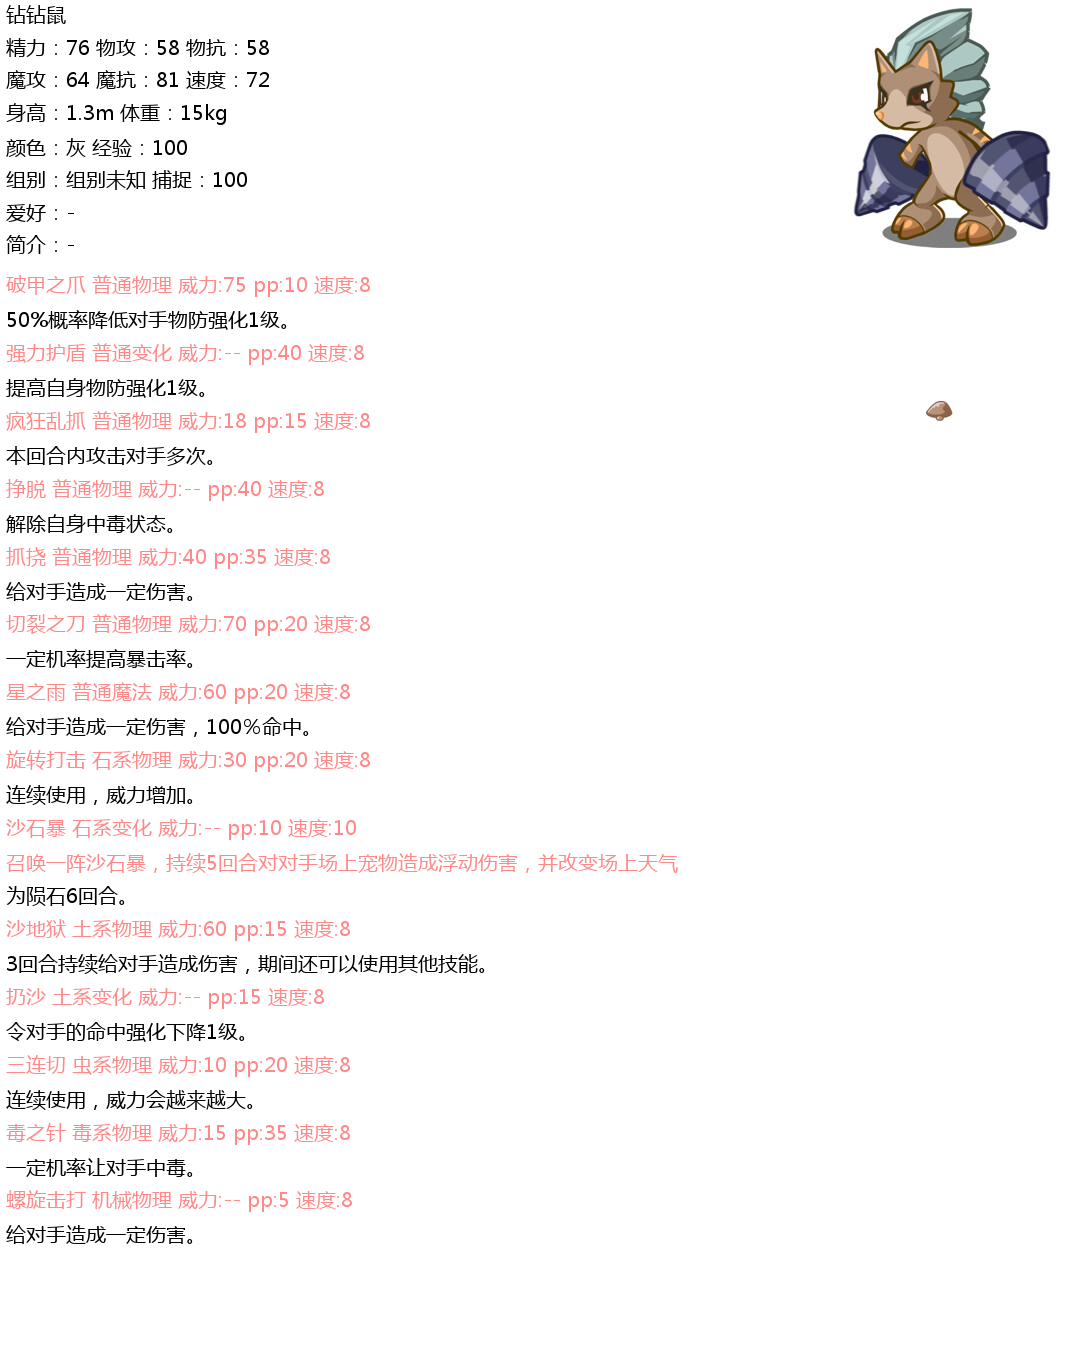 钻钻鼠
精力：76 物攻：58 物抗：58
魔攻：64 魔抗：81 速度：72
身高：1.3m 体重：15kg
颜色：灰 经验：100
组别：组别未知 捕捉：100
爱好：-
简介：-
破甲之爪 普通物理 威力:75 pp:10 速度:8
50%概率降低对手物防强化1级。
强力护盾 普通变化 威力:-- pp:40 速度:8
提高自身物防强化1级。
疯狂乱抓 普通物理 威力:18 pp:15 速度:8
本回合内攻击对手多次。
挣脱 普通物理 威力:-- pp:40 速度:8
解除自身中毒状态。
抓挠 普通物理 威力:40 pp:35 速度:8
给对手造成一定伤害。
切裂之刀 普通物理 威力:70 pp:20 速度:8
一定机率提高暴击率。
星之雨 普通魔法 威力:60 pp:20 速度:8
给对手造成一定伤害，100%命中。
旋转打击 石系物理 威力:30 pp:20 速度:8
连续使用，威力增加。
沙石暴 石系变化 威力:-- pp:10 速度:10
召唤一阵沙石暴，持续5回合对对手场上宠物造成浮动伤害，并改变场上天气
为陨石6回合。
沙地狱 土系物理 威力:60 pp:15 速度:8
3回合持续给对手造成伤害，期间还可以使用其他技能。
扔沙 土系变化 威力:-- pp:15 速度:8
令对手的命中强化下降1级。
三连切 虫系物理 威力:10 pp:20 速度:8
连续使用，威力会越来越大。
毒之针 毒系物理 威力:15 pp:35 速度:8
一定机率让对手中毒。
螺旋击打 机械物理 威力:-- pp:5 速度:8
给对手造成一定伤害。